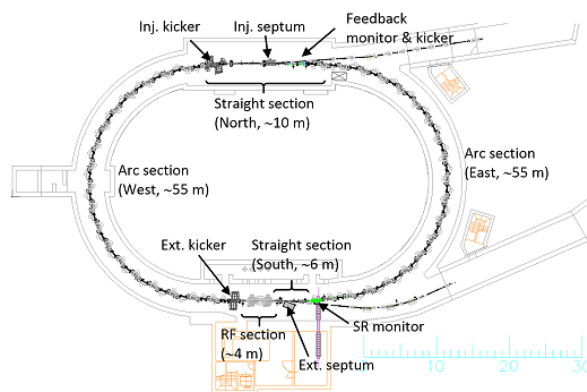 Inj. kicker
Inj. septum
Feedback
monitor & kicker
Straight section
(North, ~10 m)
Arc section
(West, ~55 m)
Arc section
(East, ~55 m)
Ext. kicker
Straight section
(South, ~6 m)
RF section
(~4 m)
Ext. septum
SR monitor
0
10
20
30